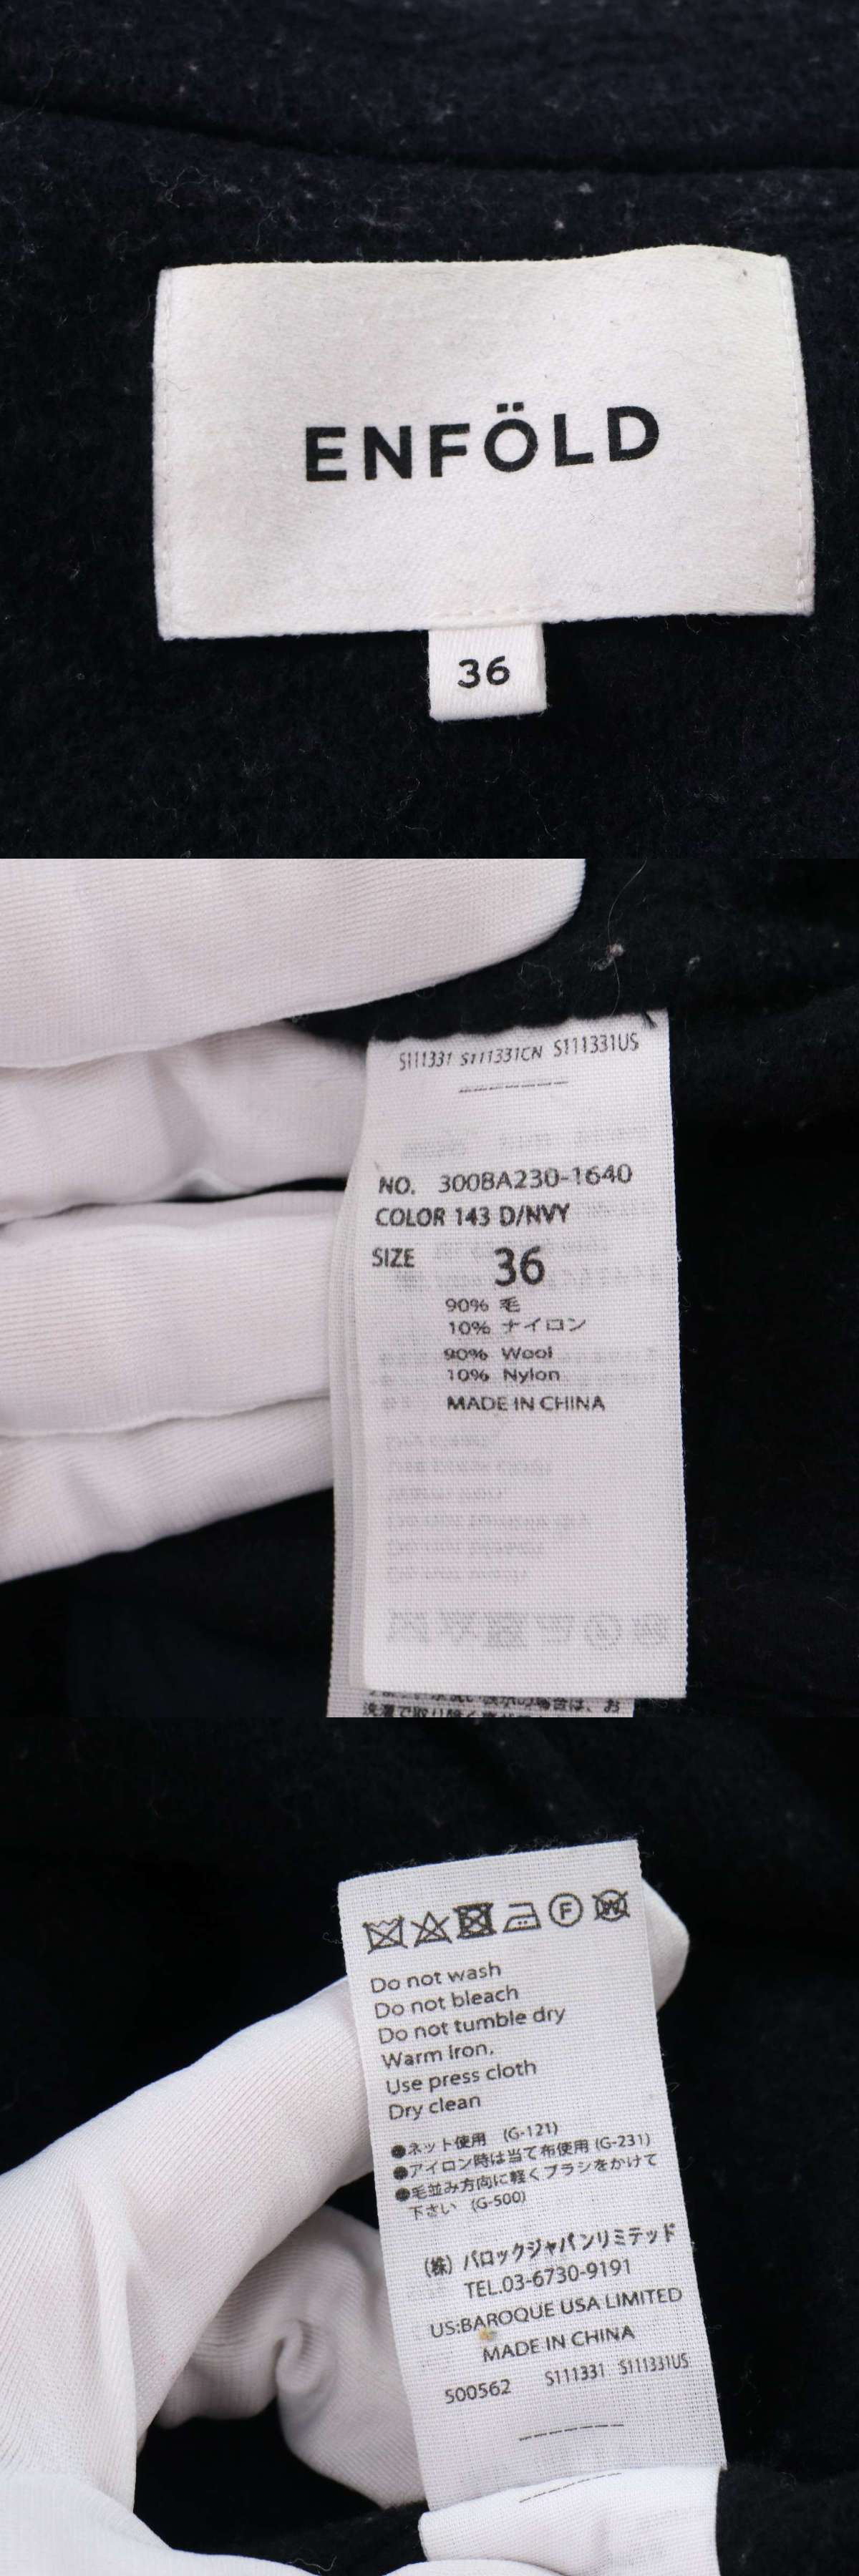 ENFÖLD
36
S111331 S111331CN S111331US
NO. 300BA230-1640
COLOR 143 D/NVY
SIZE 36
90% 毛
10% ナイロン
90% Wool
10% Nylon
MADE IN CHINA
の場合は、お
F W
Do not wash
Do not bleach
Do not tumble dry
Warm iron.
Use press cloth
Dry clean
●ネット使用 (G-121)
●アイロン時は当て布使用 (G-231)
●毛並み方向に軽くブラシをかけて
下さい (G-500)
(株) バロックジャパンリミテッド
TEL.03-6730-9191
US:BAROQUE USA LIMITED
MADE IN CHINA
500562 S111331 S111331US